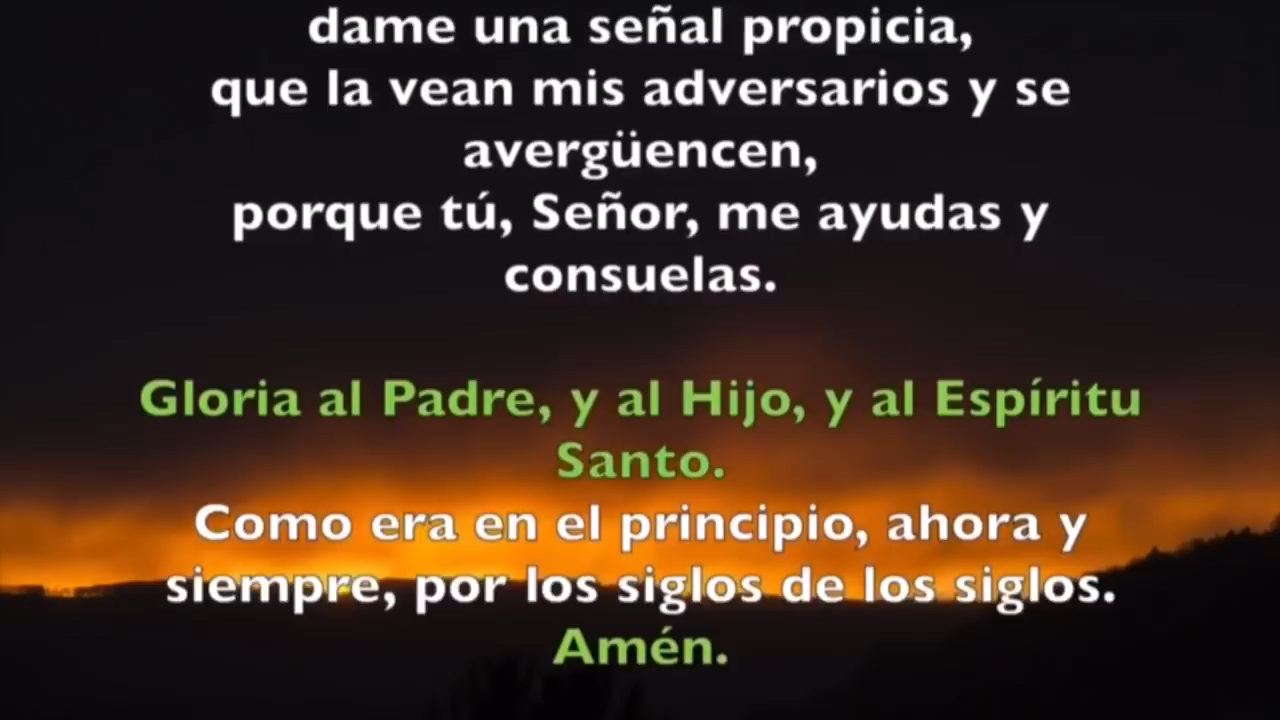 dame una señal propicia,
que la vean mis adversarios y se
avergüencen,
porque tú, Señor, me ayudas y
consuelas.
Gloria al Padre, y al Hijo, y al Espíritu
Santo.
Como era en el principio, ahora y
siempre, por los siglos de los siglos.
Amén.